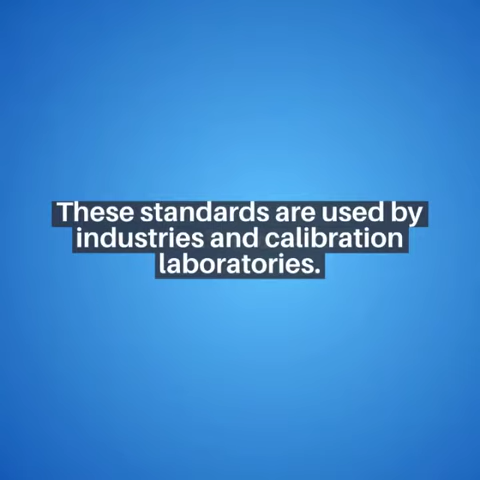 These standards are used by
industries and calibration
laboratories.